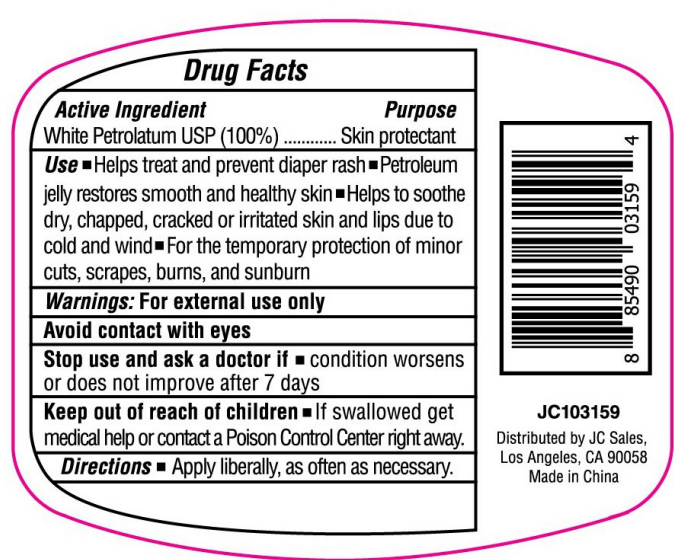 Drug Facts
Active Ingredient Purpose
White Petrolatum USP (100%) ............ Skin protectant
Use ▪ Helps treat and prevent diaper rash ▪ Petroleum
jelly restores smooth and healthy skin ▪ Helps to soothe
dry, chapped, cracked or irritated skin and lips due to
cold and wind ▪ For the temporary protection of minor
cuts, scrapes, burns, and sunburn
Warnings: For external use only
Avoid contact with eyes
Stop use and ask a doctor if ▪ condition worsens
or does not improve after 7 days
Keep out of reach of children ▪ If swallowed get
medical help or contact a Poison Control Center right away.
Directions ▪ Apply liberally, as often as necessary.
8 85490 03159 4
JC103159
Distributed by JC Sales,
Los Angeles, CA 90058
Made in China